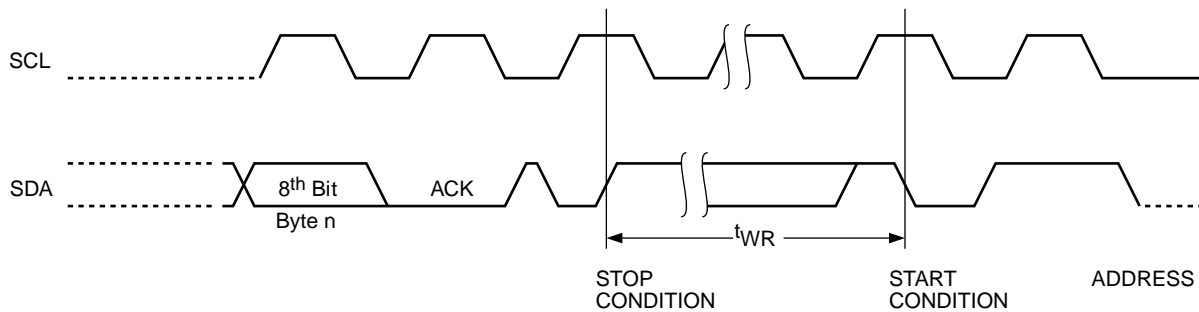 SCL
SDA
8th Bit
ACK
Byte n
tWR
STOP
CONDITION
START
CONDITION
ADDRESS